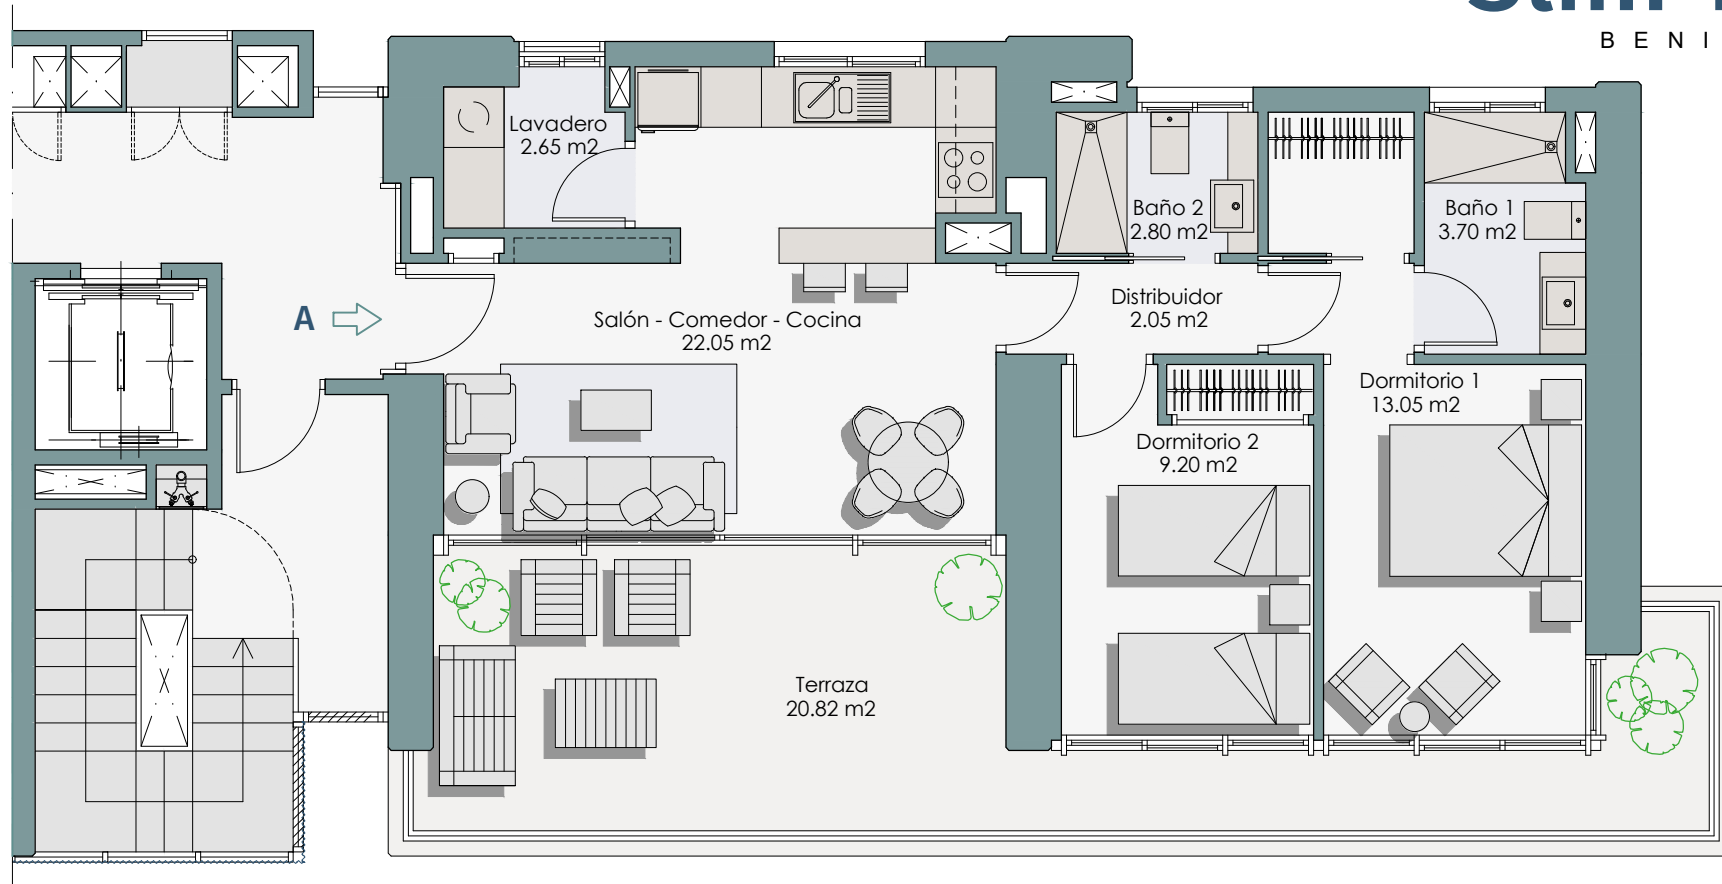 BENI
Lavadero
2.65 m2
Baño 2
2.80 m2
Baño 1
3.70 m2
A
Salón - Comedor - Cocina
22.05 m2
Distribuidor
2.05 m2
Dormitorio 1
13.05 m2
Dormitorio 2
9.20 m2
Terraza
20.82 m2